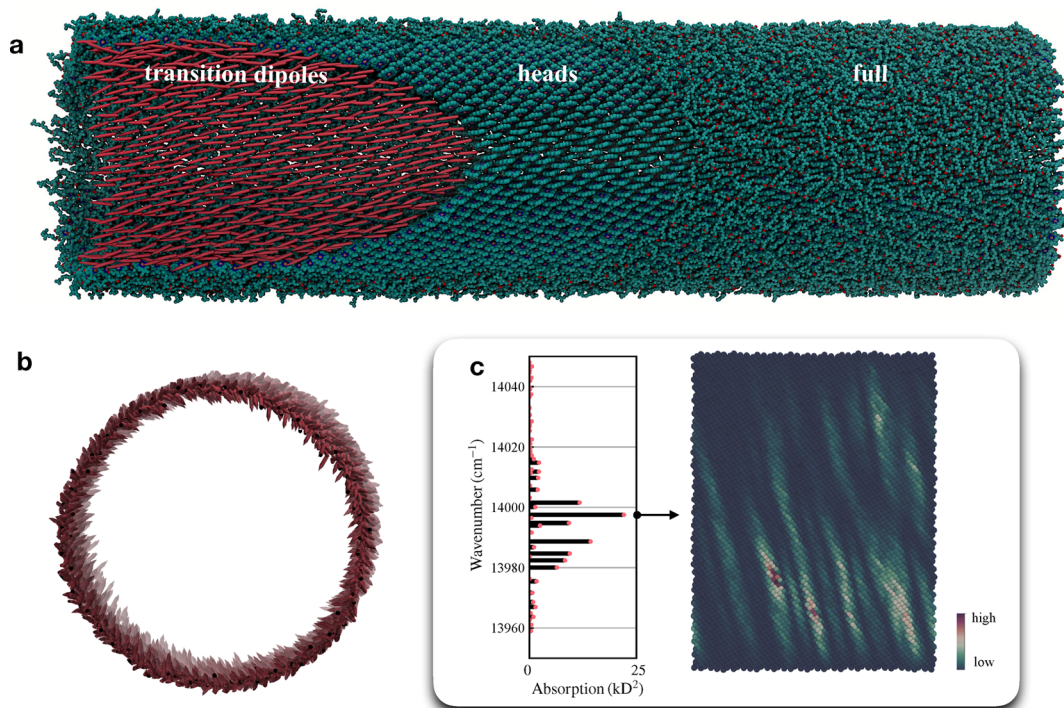 a
transition dipoles
heads
full
b
c
Wavenumber (cm⁻¹)
14040
14020
14000
13980
13960
0
25
Absorption (kD²)
high
low